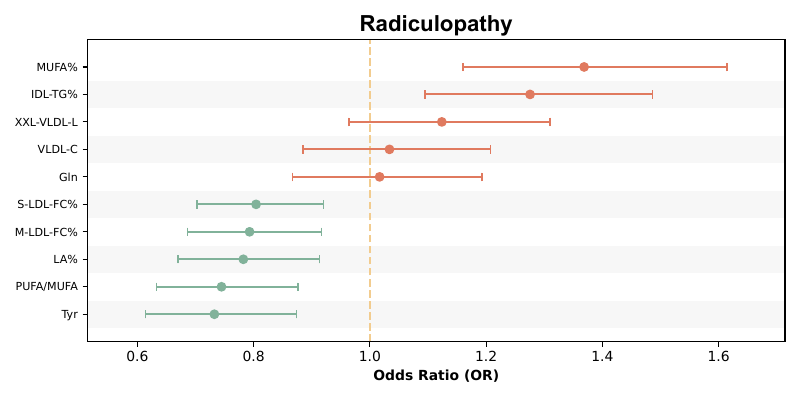 Radiculopathy
MUFA%
IDL-TG%
XXL-VLDL-L
VLDL-C
Gln
S-LDL-FC%
M-LDL-FC%
LA%
PUFA/MUFA
Tyr
0.6 0.8 1.0 1.2 1.4 1.6
Odds Ratio (OR)